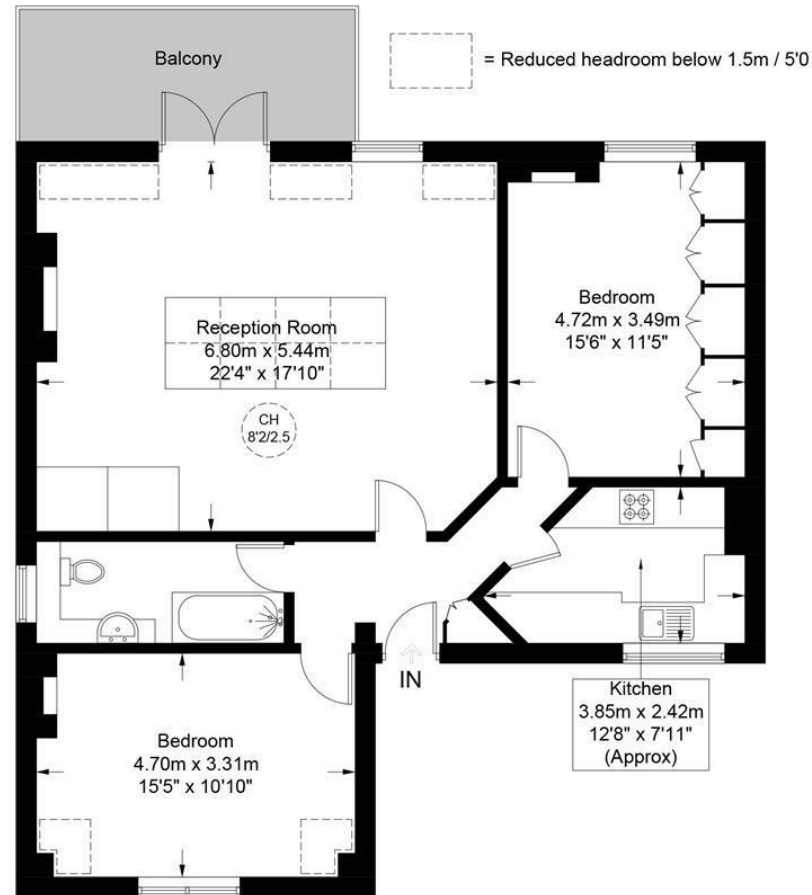 Balcony
= Reduced headroom below 1.5m / 5'0
Reception Room
6.80m x 5.44m
22'4" x 17'10"
CH
8'2/2.5
Bedroom
4.72m x 3.49m
15'6" x 11'5"
IN
Kitchen
3.85m x 2.42m
12'8" x 7'11"
(Approx)
Bedroom
4.70m x 3.31m
15'5" x 10'10"